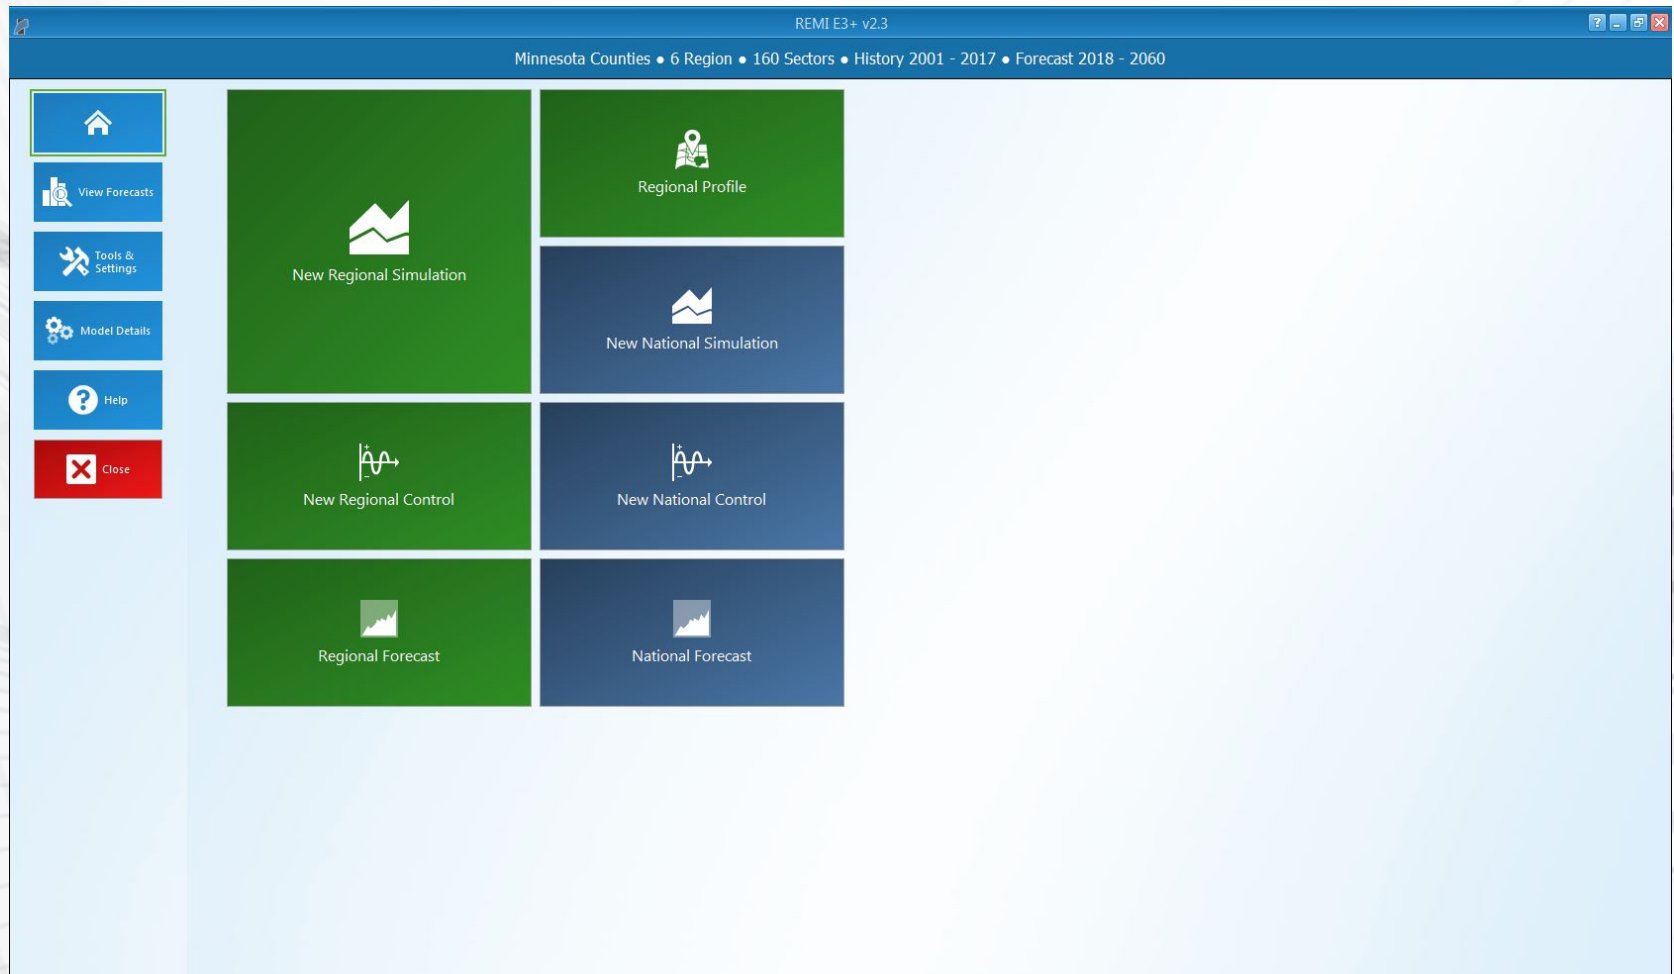 REMI E3+ v2.3
Minnesota Counties ● 6 Region ● 160 Sectors ● History 2001 - 2017 ● Forecast 2018 - 2060
View Forecasts
Tools &
Settings
Model Details
Help
Close
New Regional Simulation
Regional Profile
New National Simulation
New Regional Control
New National Control
Regional Forecast
National Forecast